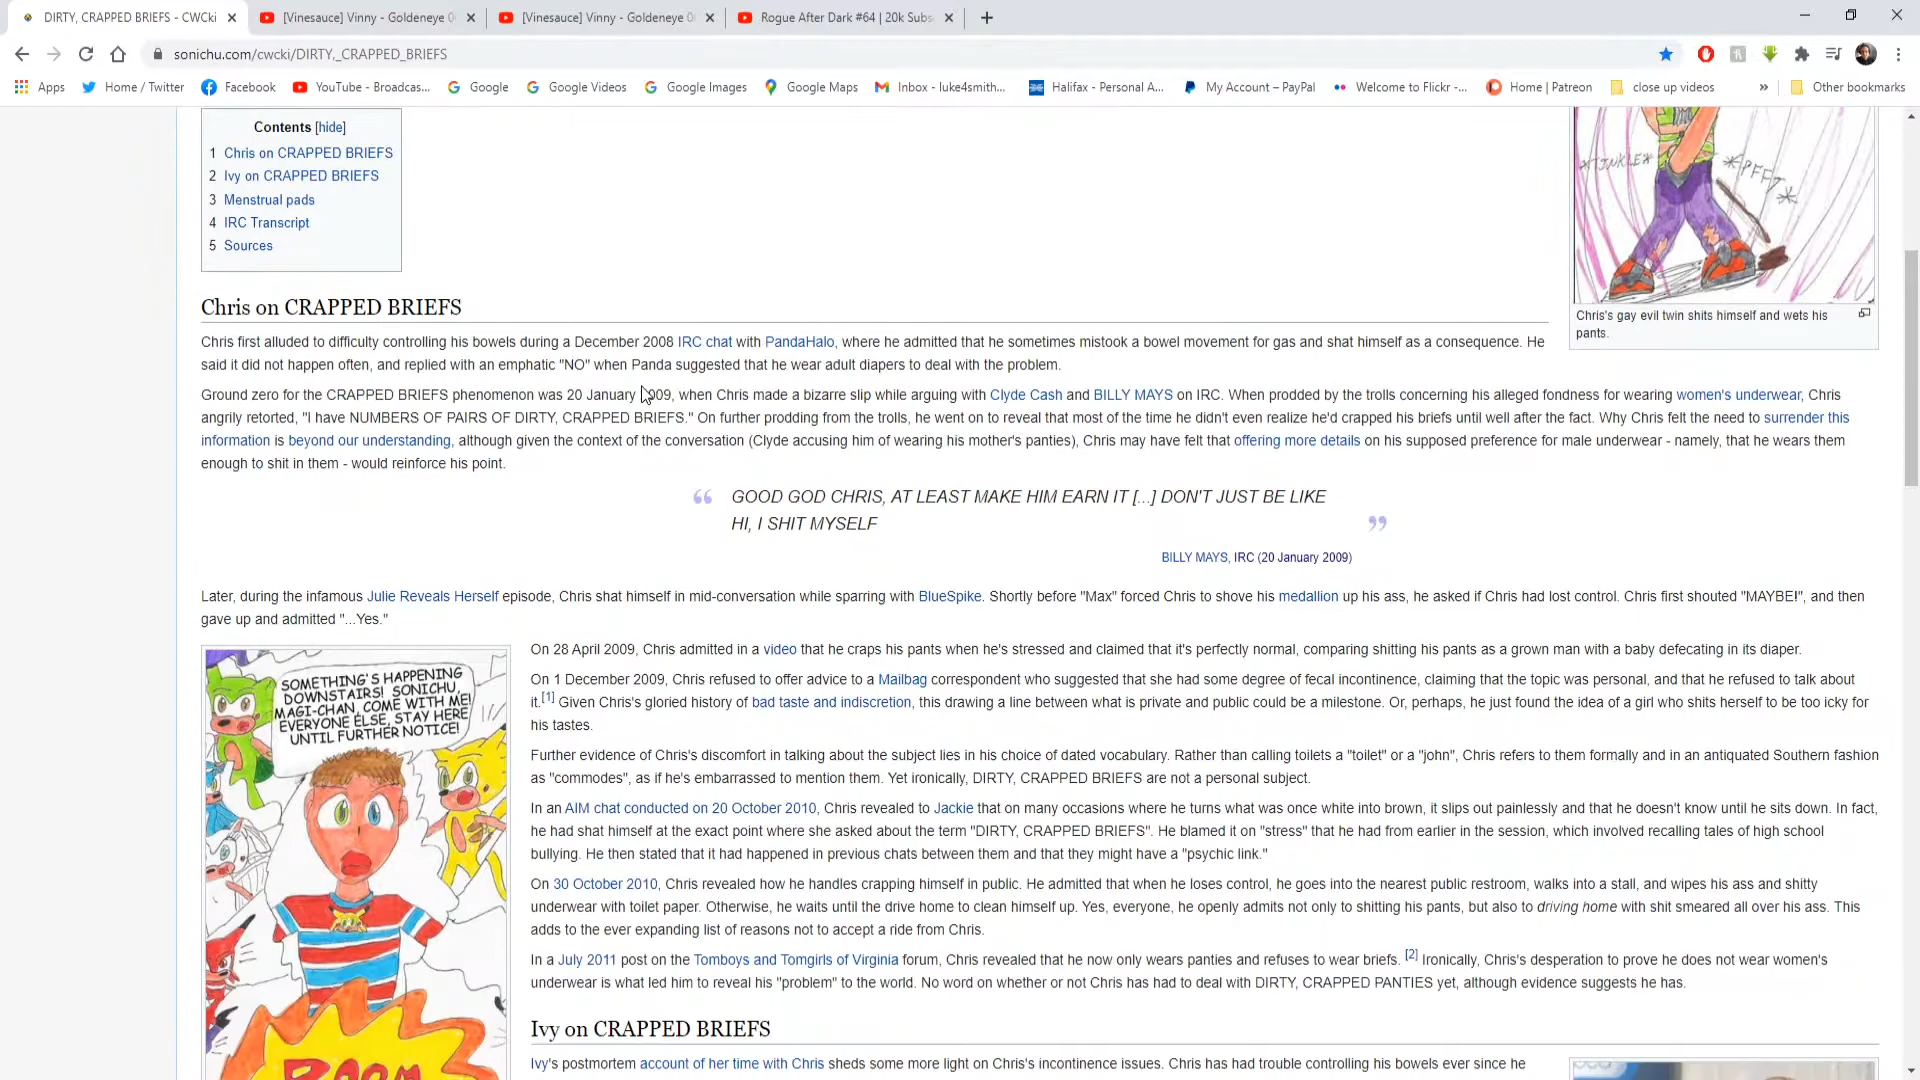 DIRTY, CRAPPED BRIEFS - CWCki
[Vinesauce] Vinny - Goldeneye 0
[Vinesauce] Vinny - Goldeneye 0
Rogue After Dark #64 | 20k Subs
sonichu.com/cwcki/DIRTY,_CRAPPED_BRIEFS
Apps Home / Twitter Facebook YouTube - Broadcas... Google Google Videos Google Images Google Maps Inbox - luke4smith... Halifax - Personal A... My Account – PayPal Welcome to Flickr -... Home | Patreon close up videos » Other bookmarks
Contents [hide]
1 Chris on CRAPPED BRIEFS
2 Ivy on CRAPPED BRIEFS
3 Menstrual pads
4 IRC Transcript
5 Sources
*TINKLE*
*PFFT*
Chris's gay evil twin shits himself and wets his
pants.
Chris on CRAPPED BRIEFS
Chris first alluded to difficulty controlling his bowels during a December 2008 IRC chat with PandaHalo, where he admitted that he sometimes mistook a bowel movement for gas and shat himself as a consequence. He
said it did not happen often, and replied with an emphatic "NO" when Panda suggested that he wear adult diapers to deal with the problem.
Ground zero for the CRAPPED BRIEFS phenomenon was 20 January 2009, when Chris made a bizarre slip while arguing with Clyde Cash and BILLY MAYS on IRC. When prodded by the trolls concerning his alleged fondness for wearing women's underwear, Chris
angrily retorted, "I have NUMBERS OF PAIRS OF DIRTY, CRAPPED BRIEFS." On further prodding from the trolls, he went on to reveal that most of the time he didn't even realize he'd crapped his briefs until well after the fact. Why Chris felt the need to surrender this
information is beyond our understanding, although given the context of the conversation (Clyde accusing him of wearing his mother's panties), Chris may have felt that offering more details on his supposed preference for male underwear - namely, that he wears them
enough to shit in them - would reinforce his point.
“ GOOD GOD CHRIS, AT LEAST MAKE HIM EARN IT [...] DON'T JUST BE LIKE
HI, I SHIT MYSELF ”
BILLY MAYS, IRC (20 January 2009)
Later, during the infamous Julie Reveals Herself episode, Chris shat himself in mid-conversation while sparring with BlueSpike. Shortly before "Max" forced Chris to shove his medallion up his ass, he asked if Chris had lost control. Chris first shouted "MAYBE!", and then
gave up and admitted "...Yes."
SOMETHING'S HAPPENING
DOWNSTAIRS! SONICHU,
MAGI-CHAN, COME WITH ME!
EVERYONE ELSE, STAY HERE
UNTIL FURTHER NOTICE!
BOOM
On 28 April 2009, Chris admitted in a video that he craps his pants when he's stressed and claimed that it's perfectly normal, comparing shitting his pants as a grown man with a baby defecating in its diaper.
On 1 December 2009, Chris refused to offer advice to a Mailbag correspondent who suggested that she had some degree of fecal incontinence, claiming that the topic was personal, and that he refused to talk about
it.[1] Given Chris's gloried history of bad taste and indiscretion, this drawing a line between what is private and public could be a milestone. Or, perhaps, he just found the idea of a girl who shits herself to be too icky for
his tastes.
Further evidence of Chris's discomfort in talking about the subject lies in his choice of dated vocabulary. Rather than calling toilets a "toilet" or a "john", Chris refers to them formally and in an antiquated Southern fashion
as "commodes", as if he's embarrassed to mention them. Yet ironically, DIRTY, CRAPPED BRIEFS are not a personal subject.
In an AIM chat conducted on 20 October 2010, Chris revealed to Jackie that on many occasions where he turns what was once white into brown, it slips out painlessly and that he doesn't know until he sits down. In fact,
he had shat himself at the exact point where she asked about the term "DIRTY, CRAPPED BRIEFS". He blamed it on "stress" that he had from earlier in the session, which involved recalling tales of high school
bullying. He then stated that it had happened in previous chats between them and that they might have a "psychic link."
On 30 October 2010, Chris revealed how he handles crapping himself in public. He admitted that when he loses control, he goes into the nearest public restroom, walks into a stall, and wipes his ass and shitty
underwear with toilet paper. Otherwise, he waits until the drive home to clean himself up. Yes, everyone, he openly admits not only to shitting his pants, but also to driving home with shit smeared all over his ass. This
adds to the ever expanding list of reasons not to accept a ride from Chris.
In a July 2011 post on the Tomboys and Tomgirls of Virginia forum, Chris revealed that he now only wears panties and refuses to wear briefs. [2] Ironically, Chris's desperation to prove he does not wear women's
underwear is what led him to reveal his "problem" to the world. No word on whether or not Chris has had to deal with DIRTY, CRAPPED PANTIES yet, although evidence suggests he has.
Ivy on CRAPPED BRIEFS
Ivy's postmortem account of her time with Chris sheds some more light on Chris's incontinence issues. Chris has had trouble controlling his bowels ever since he